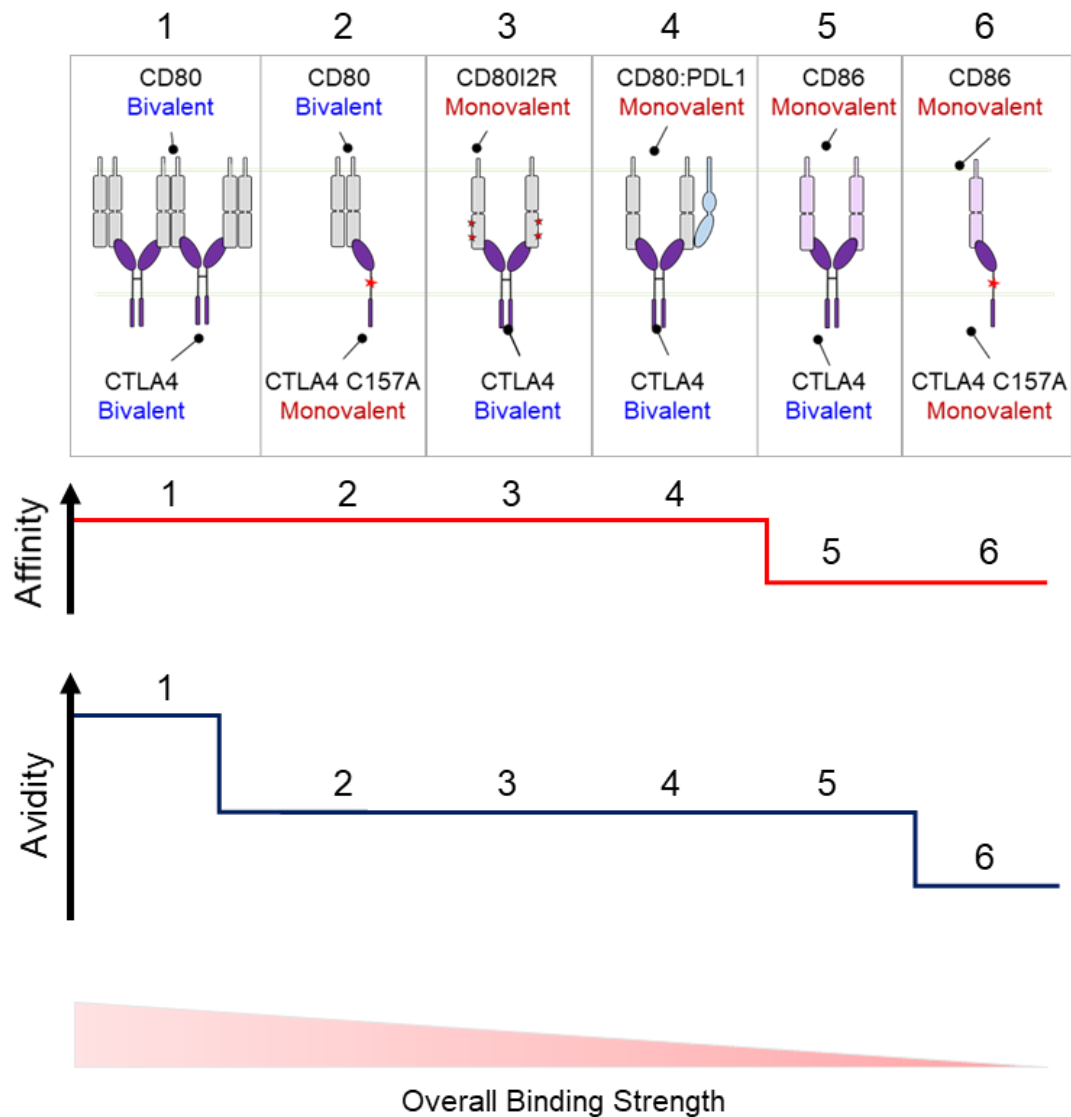 1 2 3 4 5 6
CD80 CD80 CD80I2R CD80:PDL1 CD86 CD86
Bivalent Bivalent Monovalent Monovalent Monovalent Monovalent
CTLA4 CTLA4 C157A CTLA4 CTLA4 CTLA4 CTLA4 C157A
Bivalent Monovalent Bivalent Bivalent Bivalent Monovalent
Affinity
1 2 3 4
5 6
Avidity
1
2 3 4 5
6
Overall Binding Strength